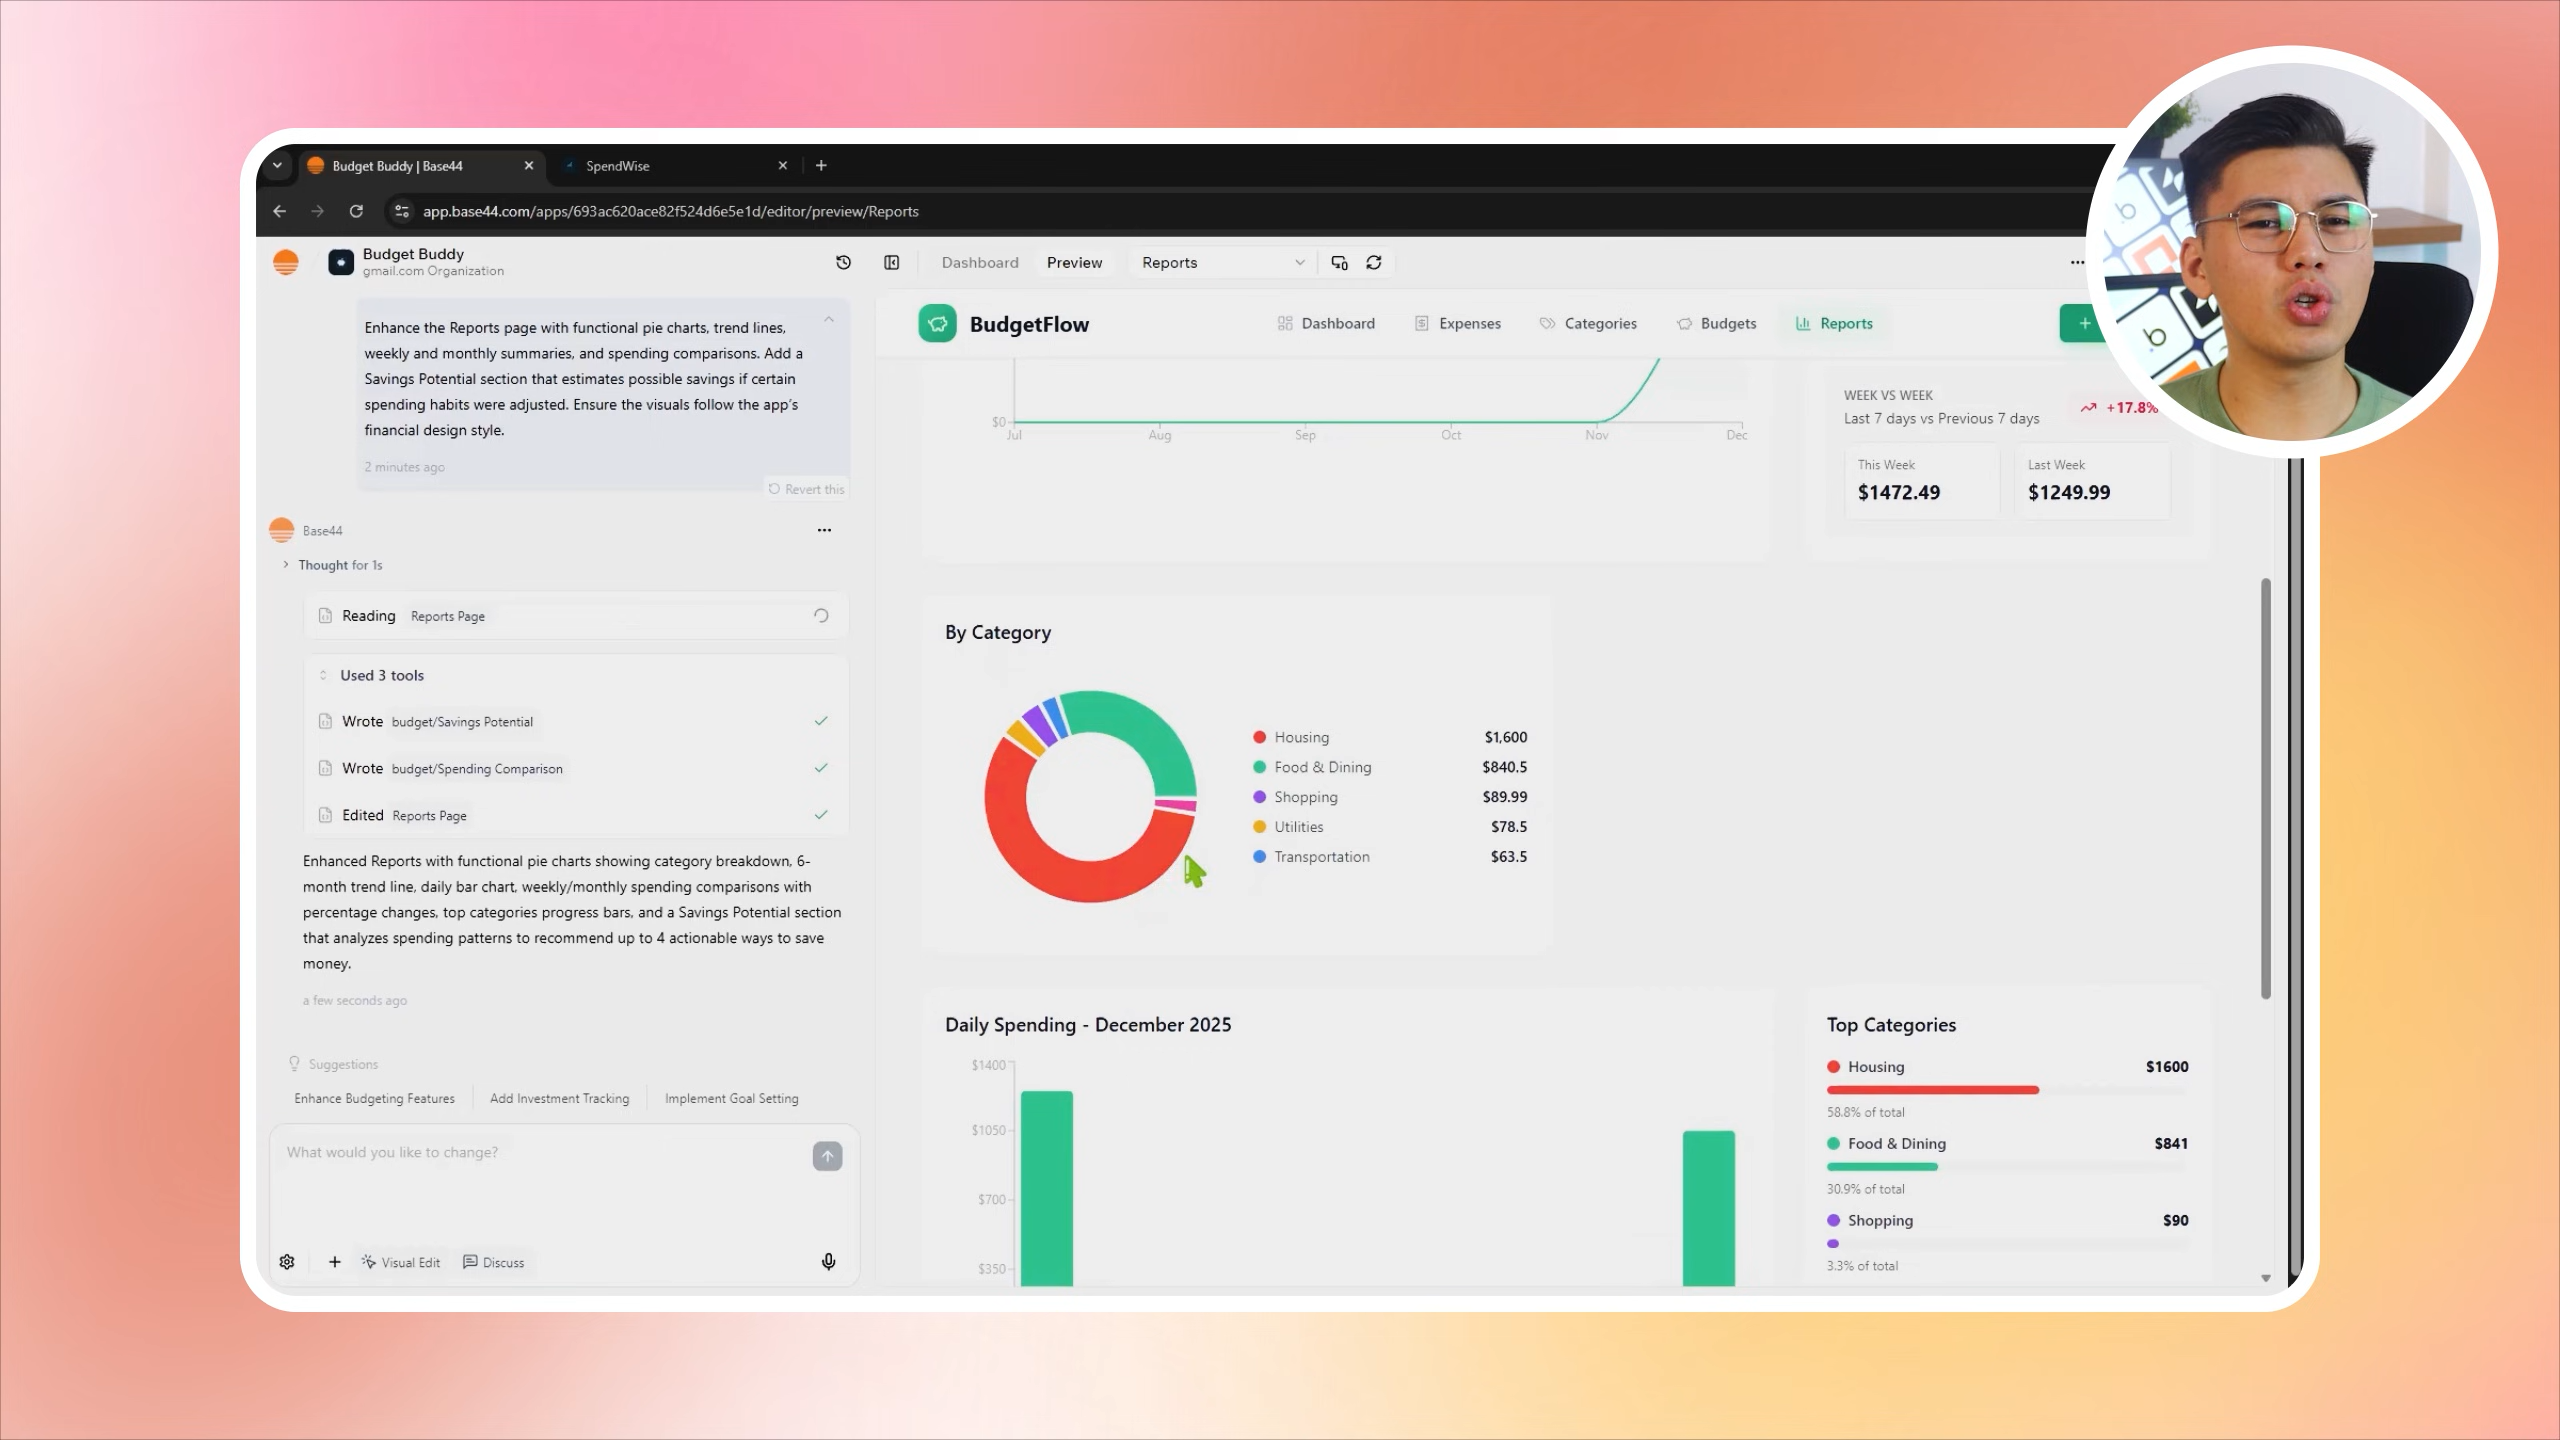 Budget Buddy | Base44
SpendWise
app.base44.com/apps/693ac620ace82f524d6e5e1d/editor/preview/Reports
Budget Buddy
gmail.com Organization
Dashboard
Preview
Reports
Enhance the Reports page with functional pie charts, trend lines,
weekly and monthly summaries, and spending comparisons. Add a
Savings Potential section that estimates possible savings if certain
spending habits were adjusted. Ensure the visuals follow the app's
financial design style.
2 minutes ago
Revert this
Base44
Thought for 1s
Reading Reports Page
Used 3 tools
Wrote budget/Savings Potential
Wrote budget/Spending Comparison
Edited Reports Page
Enhanced Reports with functional pie charts showing category breakdown, 6-
month trend line, daily bar chart, weekly/monthly spending comparisons with
percentage changes, top categories progress bars, and a Savings Potential section
that analyzes spending patterns to recommend up to 4 actionable ways to save
money.
a few seconds ago
Suggestions
Enhance Budgeting Features
Add Investment Tracking
Implement Goal Setting
What would you like to change?
Visual Edit
Discuss
BudgetFlow
Dashboard
Expenses
Categories
Budgets
Reports
$0
Jul
Aug
Sep
Oct
Nov
Dec
WEEK VS WEEK
Last 7 days vs Previous 7 days
+17.8%
This Week
$1472.49
Last Week
$1249.99
By Category
Housing $1,600
Food & Dining $840.5
Shopping $89.99
Utilities $78.5
Transportation $63.5
Daily Spending - December 2025
$1400
$1050
$700
$350
Top Categories
Housing $1600
58.8% of total
Food & Dining $841
30.9% of total
Shopping $90
3.3% of total